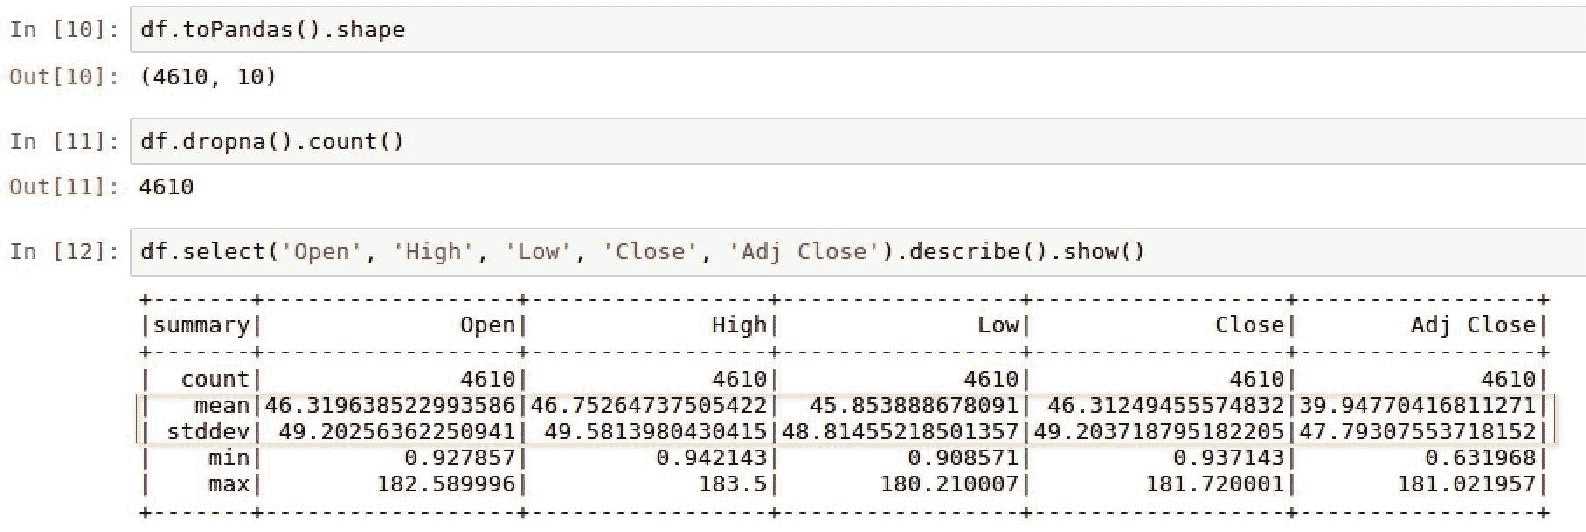 In [10]: df.toPandas().shape
Out[10]: (4610, 10)
In [11]: df.dropna().count()
Out[11]: 4610
In [12]: df.select('Open', 'High', 'Low', 'Close', 'Adj Close').describe().show()
+-------+------------------+-----------------+-----------------+------------------+-----------------+
|summary|              Open|             High|              Low|             Close|        Adj Close|
+-------+------------------+-----------------+-----------------+------------------+-----------------+
|  count|              4610|             4610|             4610|              4610|             4610|
|   mean|46.319638522993586|46.75264737505422|  45.853888678091| 46.31249455574832|39.94770416811271|
| stddev| 49.20256362250941| 49.5813980430415|48.81455218501357|49.203718795182205|47.79307553718152|
|    min|          0.927857|         0.942143|         0.908571|          0.937143|         0.631968|
|    max|        182.589996|            183.5|       180.210007|        181.720001|       181.021957|
+-------+------------------+-----------------+-----------------+------------------+-----------------+